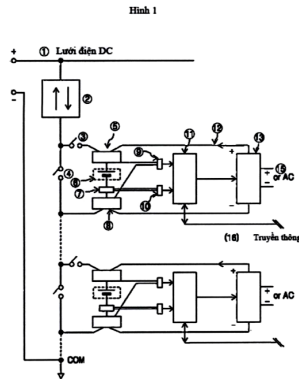 Hình 1
+ ① Lưới điện DC
-
②
③ ⑤ ⑨ ⑪ ⑫ ⑬
+
④ ⑥ + ⑮
⑦ - or AC
⑩
⑧ -
(16) Truyền thông
+
+
- or AC
-
COM